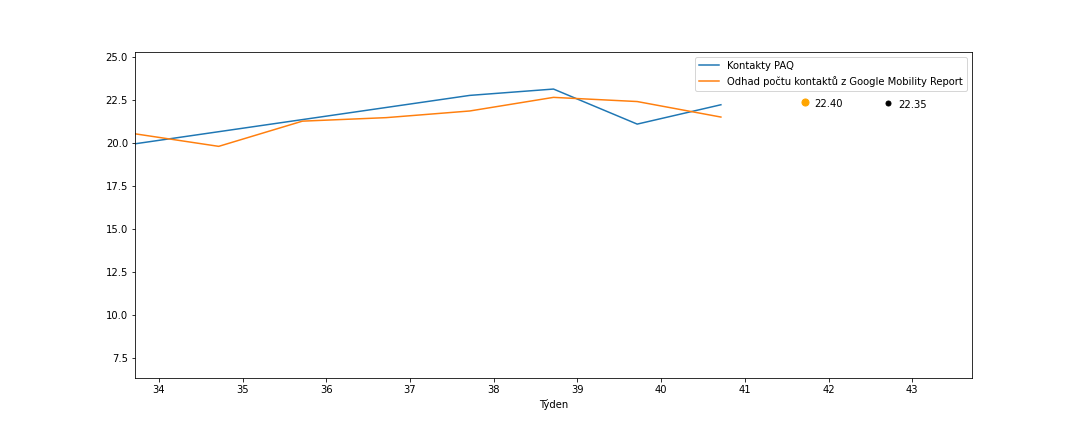 25.0
22.5
20.0
17.5
15.0
12.5
10.0
7.5
Kontakty PAQ
Odhad počtu kontaktů z Google Mobility Report
22.40
22.35
34 35 36 37 38 39 40 41 42 43
Týden